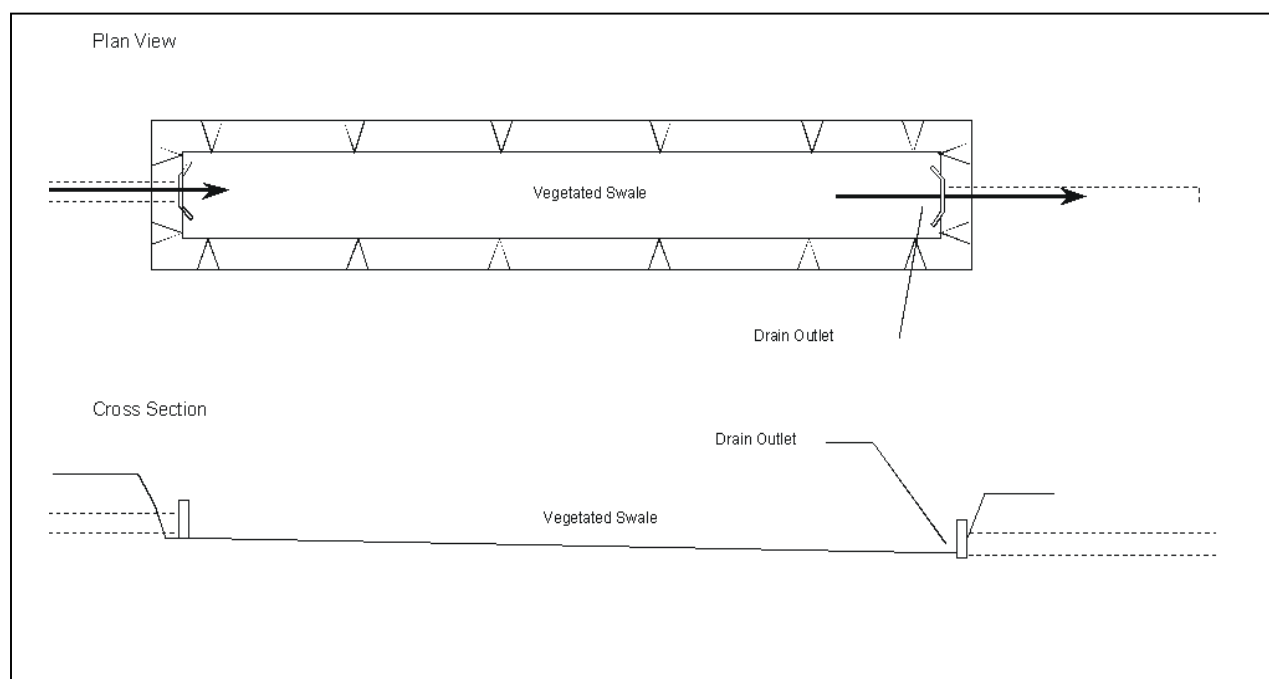 Plan View
Vegetated Swale
Drain Outlet
Cross Section
Drain Outlet
Vegetated Swale